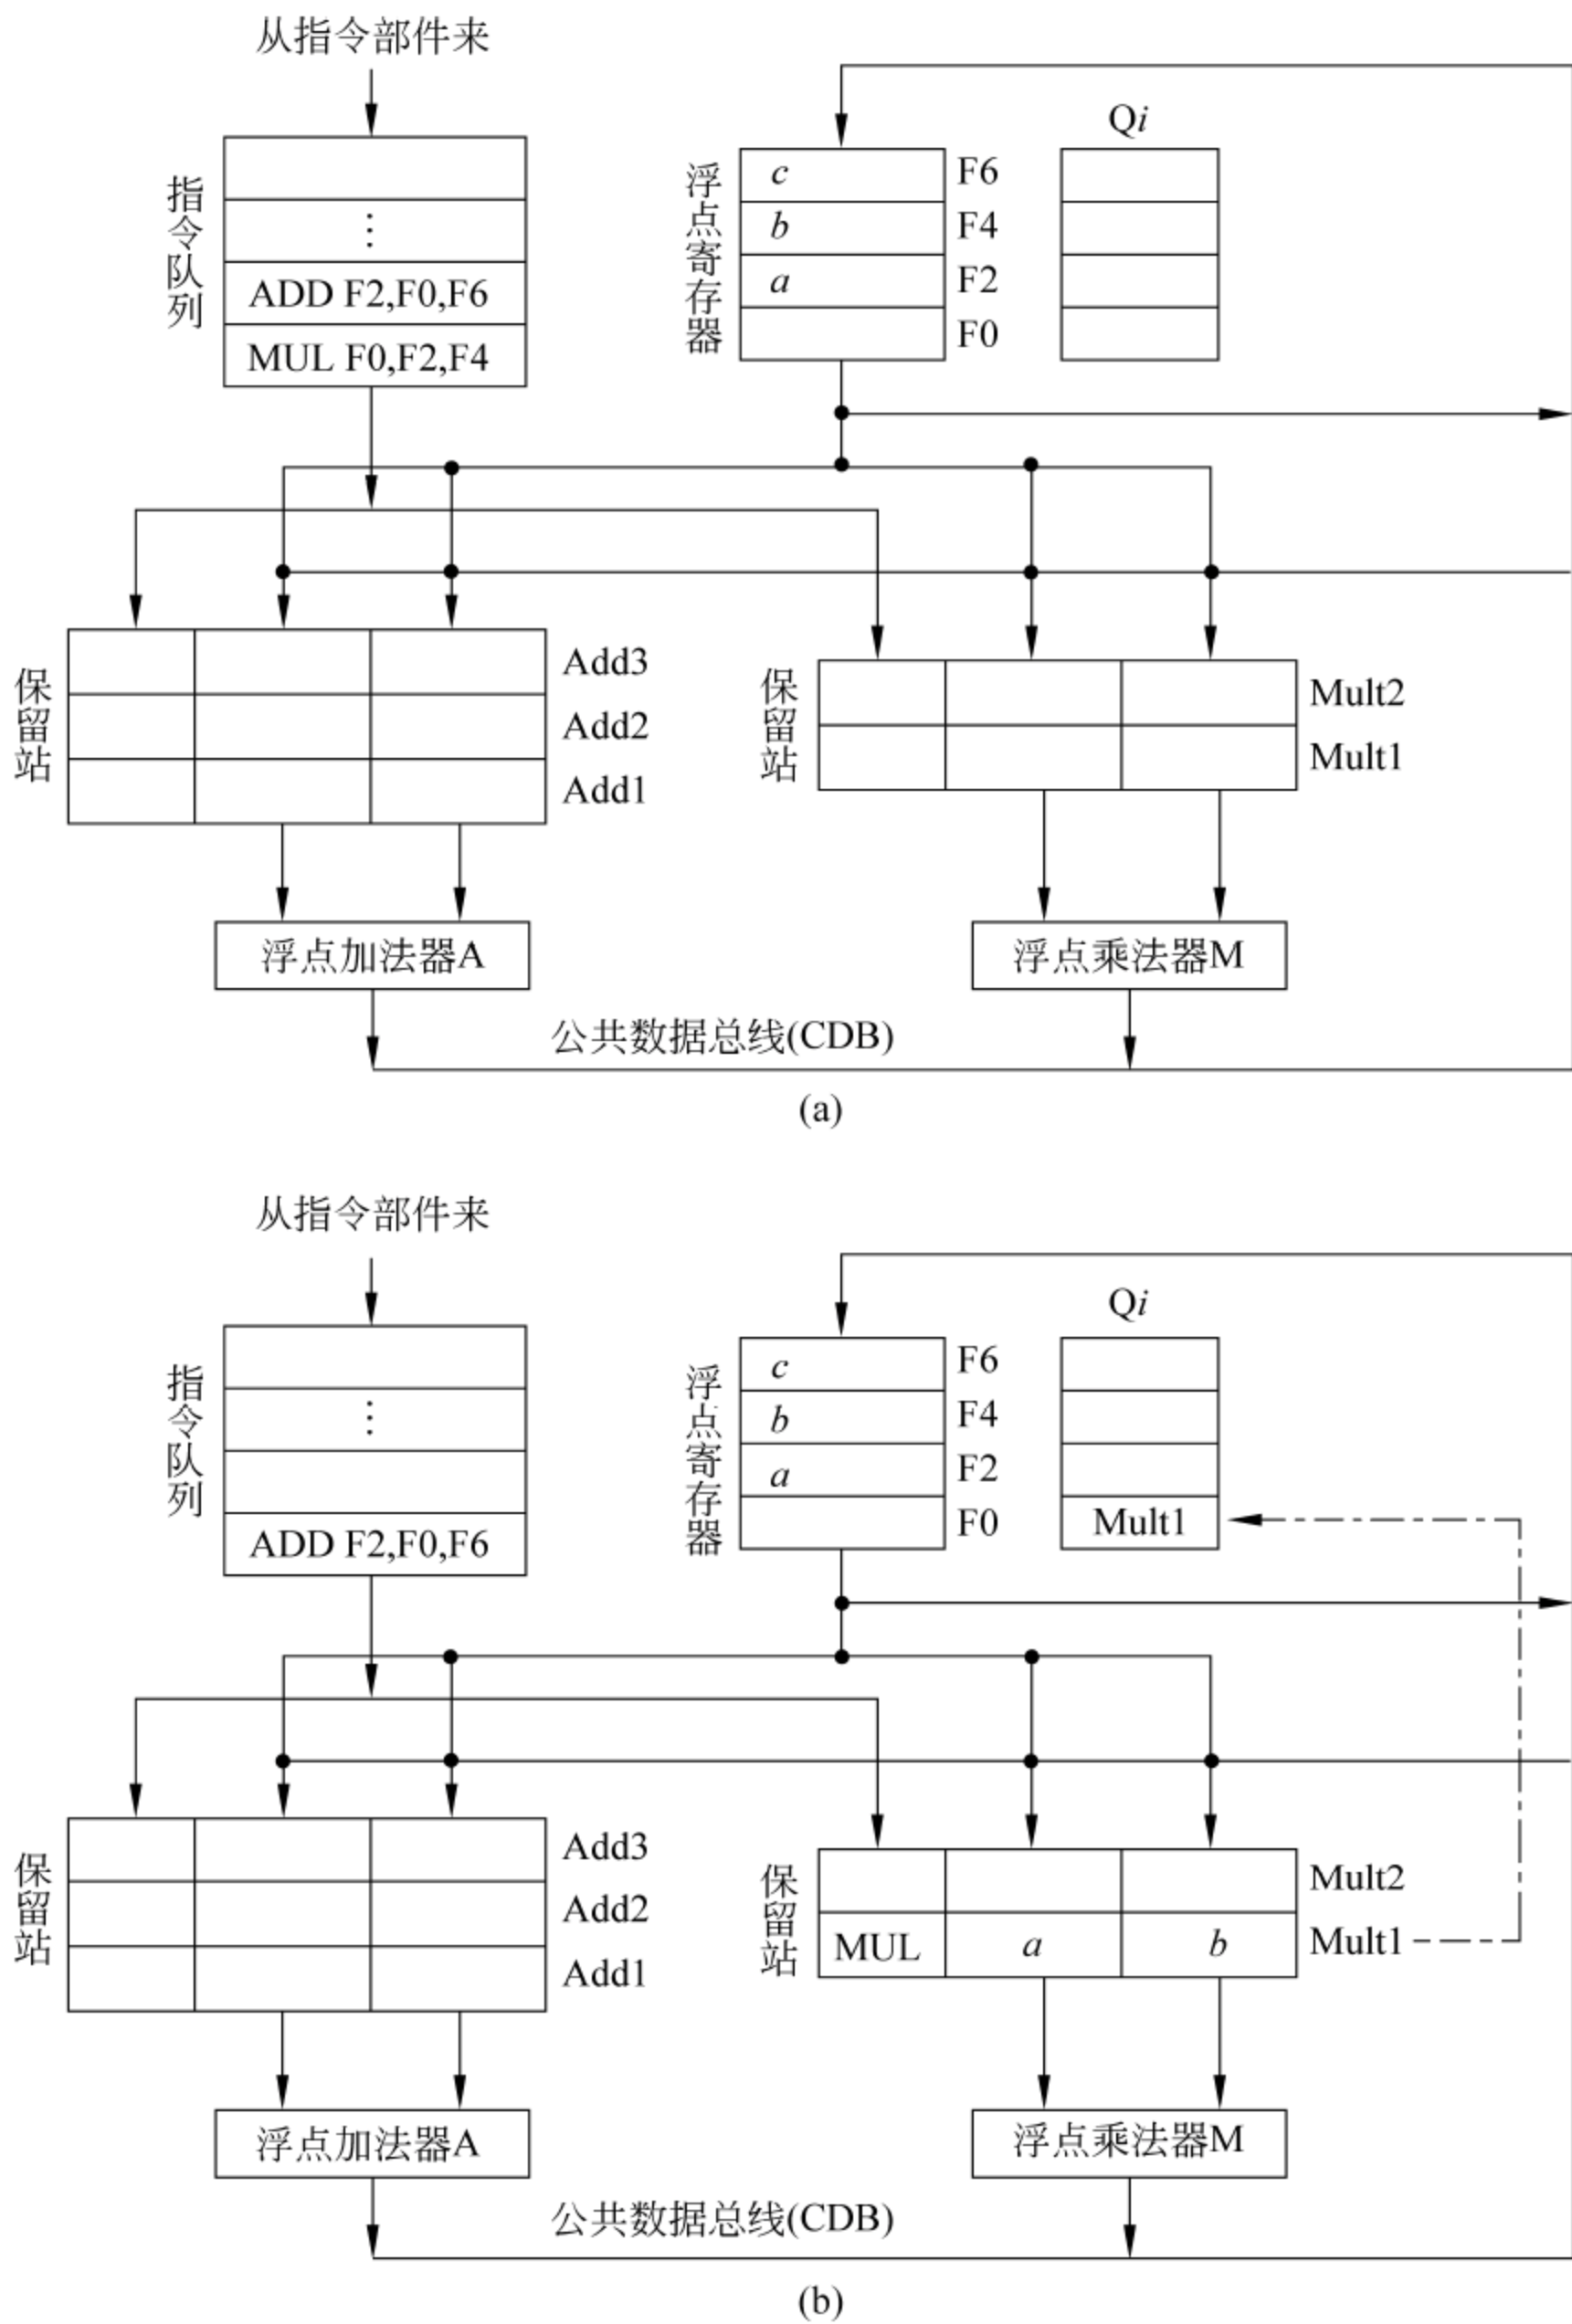 从指令部件来
Qi
指令队列
⋮
ADD F2,F0,F6
MUL F0,F2,F4
浮点寄存器
c F6
b F4
a F2
F0
保留站
Add3
Add2
Add1
保留站
Mult2
Mult1
浮点加法器A
浮点乘法器M
公共数据总线(CDB)
(a)
从指令部件来
Qi
指令队列
⋮
ADD F2,F0,F6
浮点寄存器
c F6
b F4
a F2
F0 Mult1
保留站
Add3
Add2
Add1
保留站
Mult2
MUL a b Mult1
浮点加法器A
浮点乘法器M
公共数据总线(CDB)
(b)